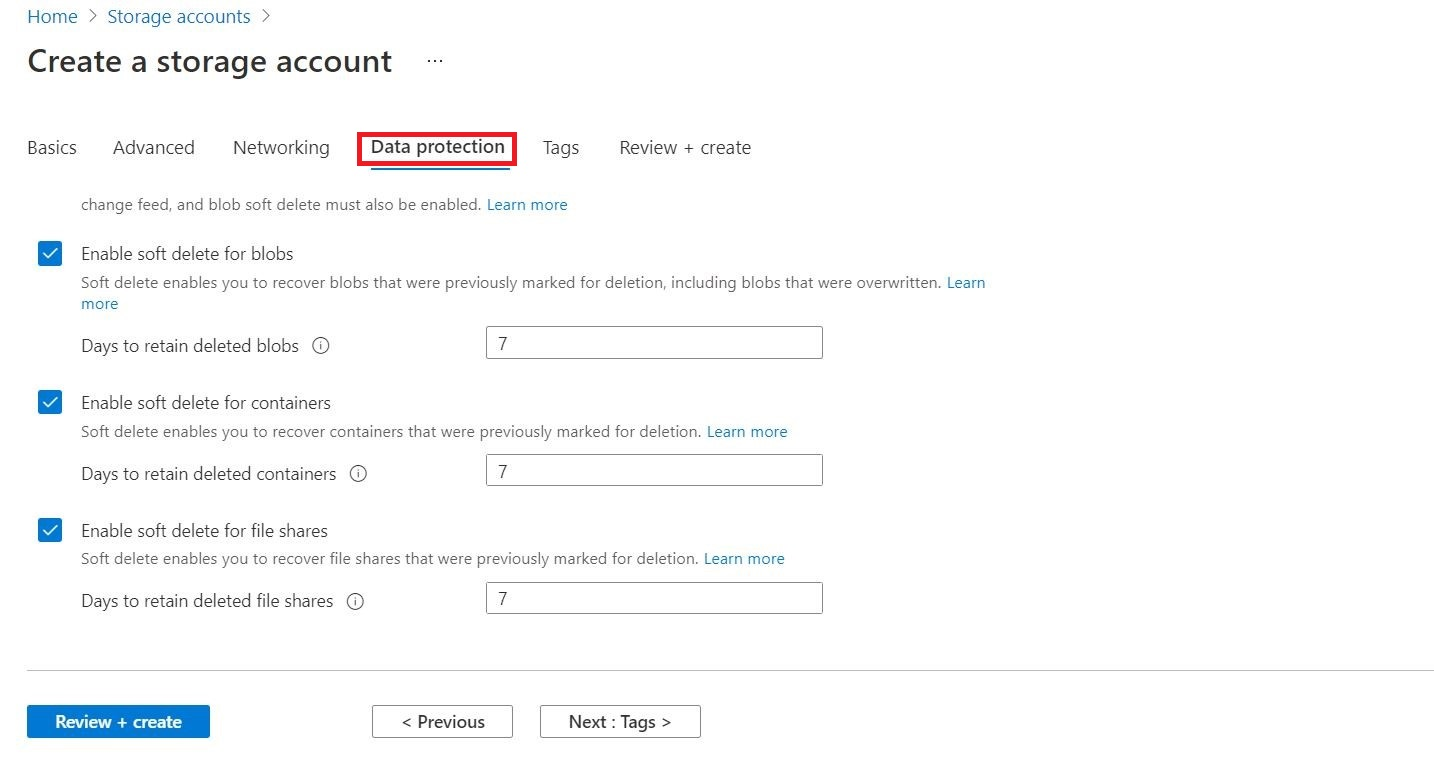 Home > Storage accounts >
Create a storage account ...
Basics Advanced Networking Data protection Tags Review + create
change feed, and blob soft delete must also be enabled. Learn more
Enable soft delete for blobs
Soft delete enables you to recover blobs that were previously marked for deletion, including blobs that were overwritten. Learn
more
Days to retain deleted blobs
7
Enable soft delete for containers
Soft delete enables you to recover containers that were previously marked for deletion. Learn more
Days to retain deleted containers
7
Enable soft delete for file shares
Soft delete enables you to recover file shares that were previously marked for deletion. Learn more
Days to retain deleted file shares
7
Review + create < Previous Next : Tags >